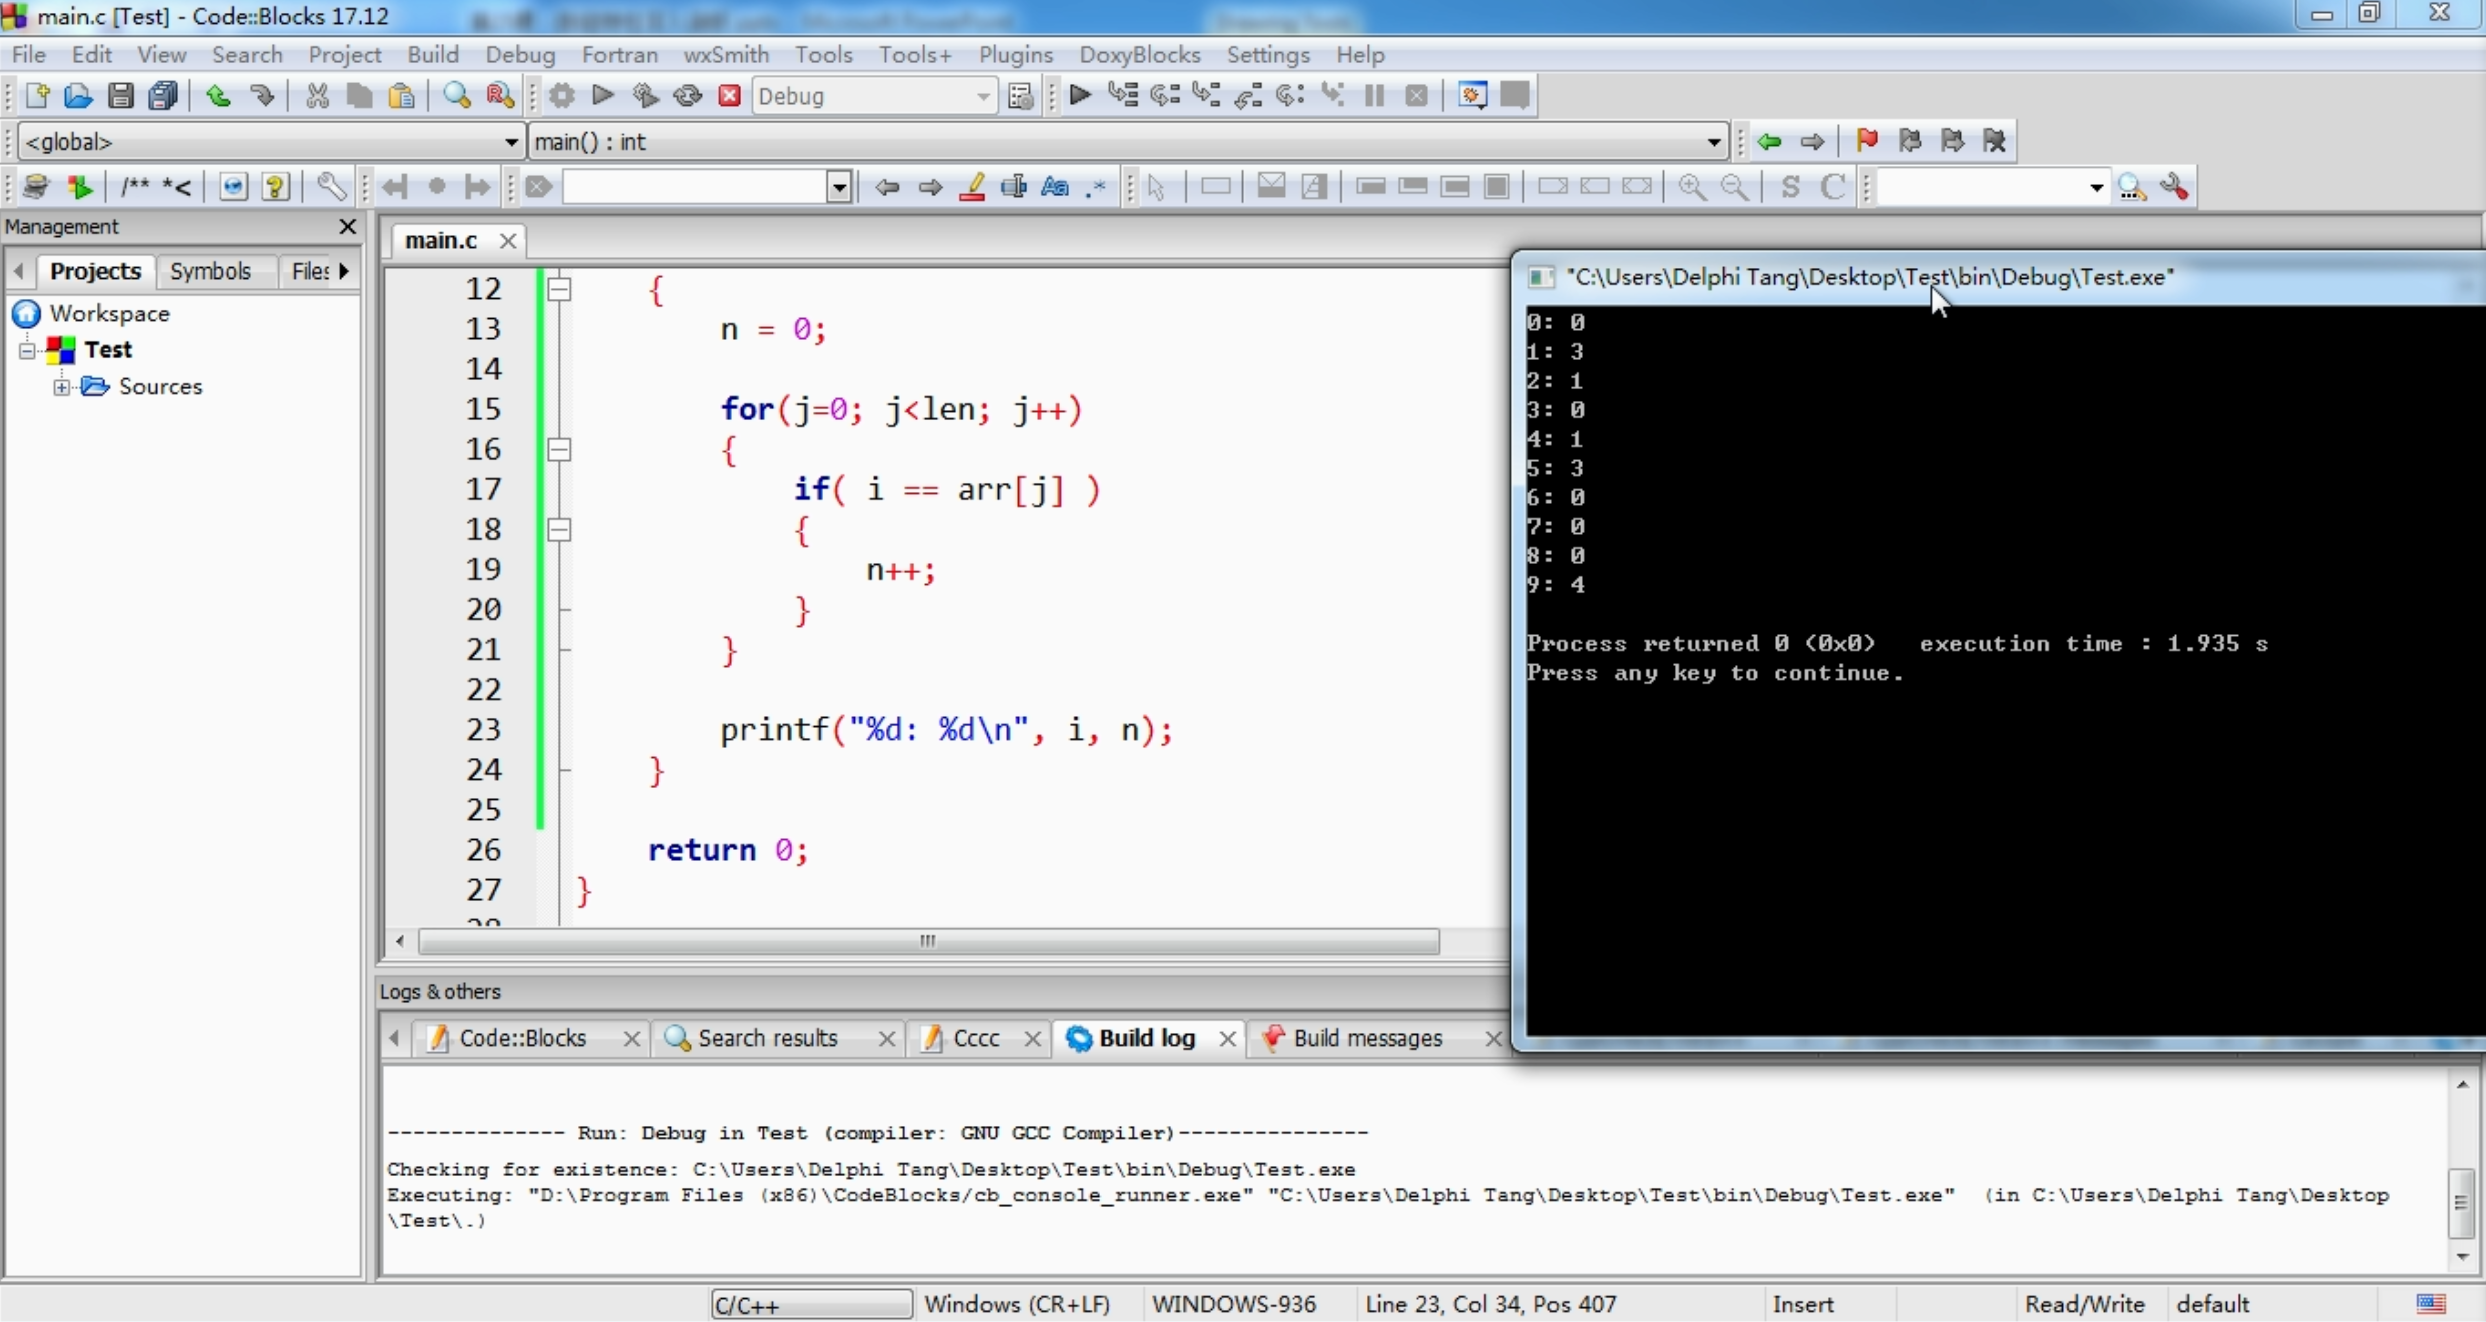 main.c [Test] - Code::Blocks 17.12
File Edit View Search Project Build Debug Fortran wxSmith Tools Tools+ Plugins DoxyBlocks Settings Help
Debug
<global> main() : int
/** *<
Management
main.c
Projects Symbols Files
Workspace
Test
Sources
12 {
13 n = 0;
14
15 for(j=0; j<len; j++)
16 {
17 if( i == arr[j] )
18 {
19 n++;
20 }
21 }
22
23 printf("%d: %d\n", i, n);
24 }
25
26 return 0;
27 }
"C:\Users\Delphi Tang\Desktop\Test\bin\Debug\Test.exe"
0: 0
1: 3
2: 1
3: 0
4: 1
5: 3
6: 0
7: 0
8: 0
9: 4
Process returned 0 (0x0) execution time : 1.935 s
Press any key to continue.
Logs & others
Code::Blocks Search results Cccc Build log Build messages
-------------- Run: Debug in Test (compiler: GNU GCC Compiler)---------------
Checking for existence: C:\Users\Delphi Tang\Desktop\Test\bin\Debug\Test.exe
Executing: "D:\Program Files (x86)\CodeBlocks/cb_console_runner.exe" "C:\Users\Delphi Tang\Desktop\Test\bin\Debug\Test.exe" (in C:\Users\Delphi Tang\Desktop
\Test\.)
C/C++ Windows (CR+LF) WINDOWS-936 Line 23, Col 34, Pos 407 Insert Read/Write default